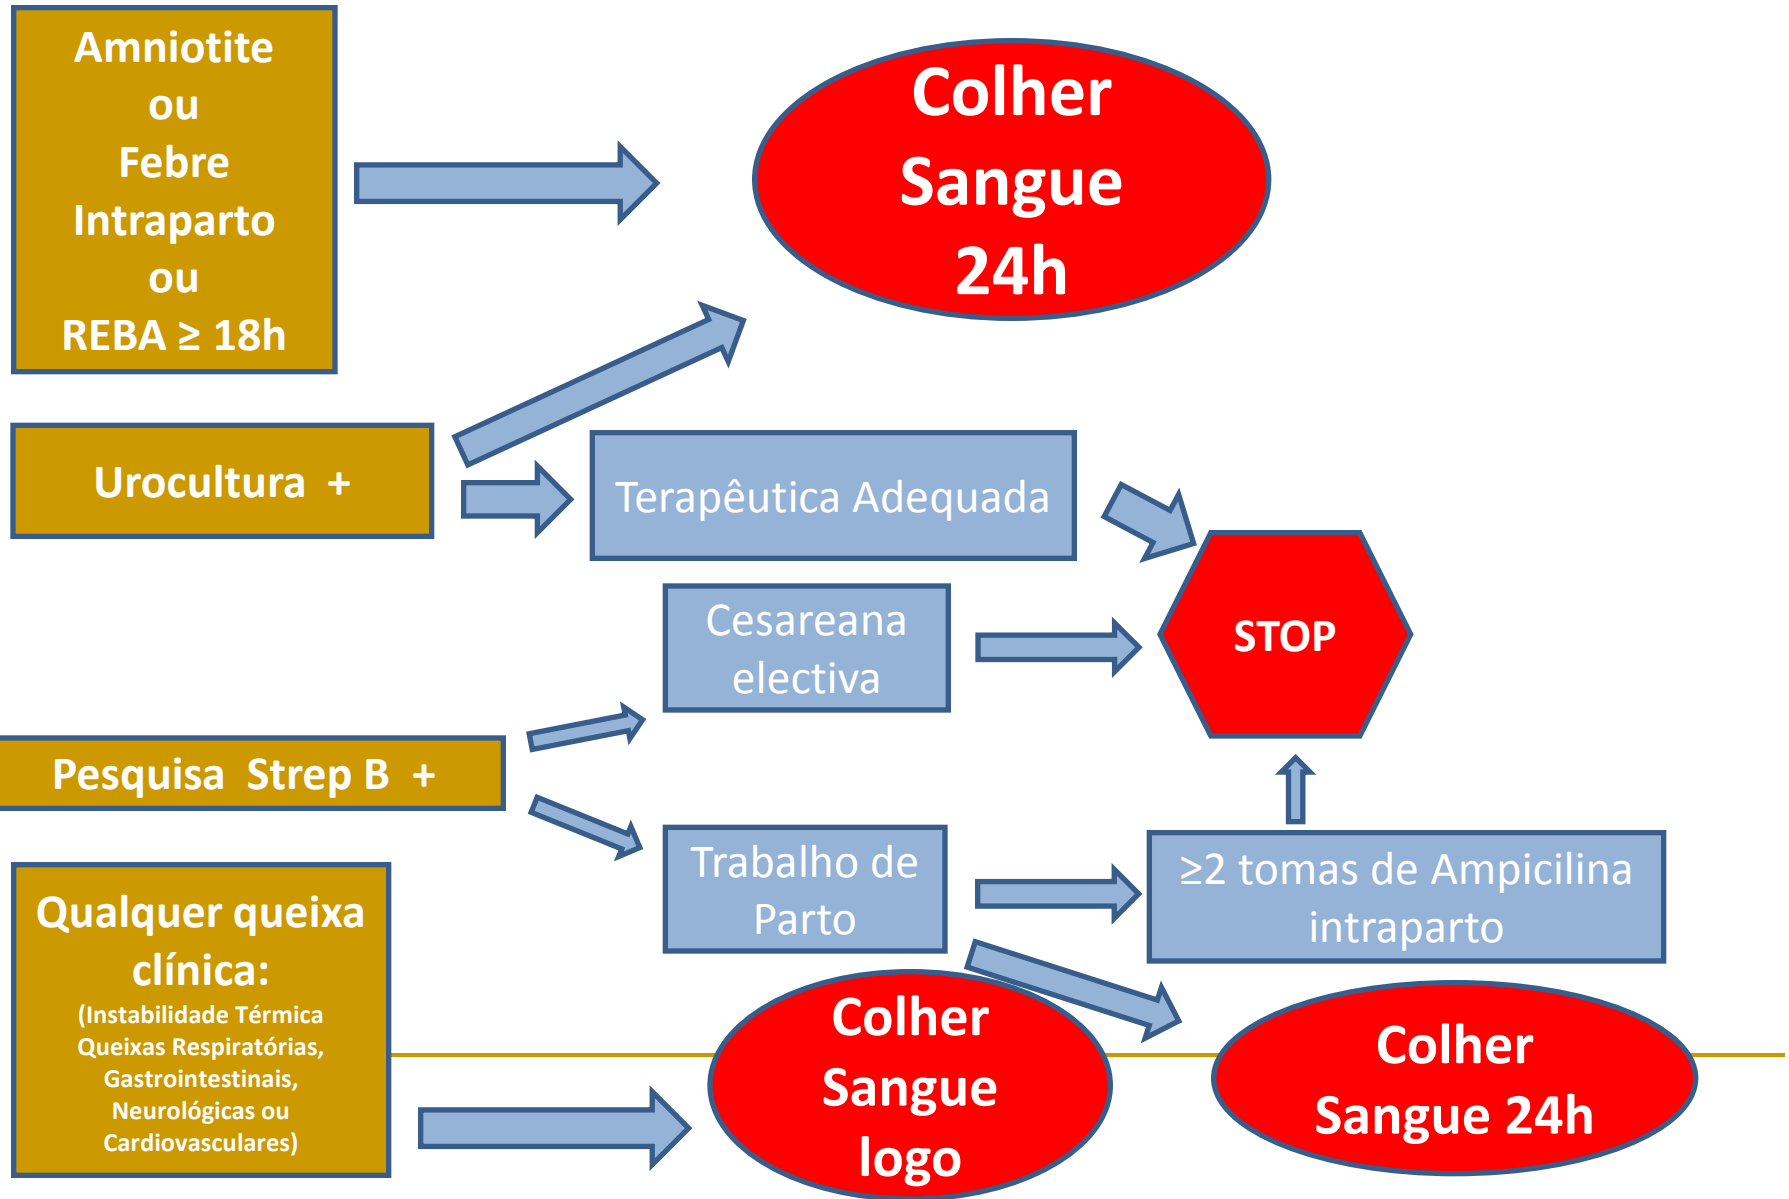 Amniotite
ou
Febre
Intraparto
ou
REBA ≥ 18h
Colher
Sangue
24h
Urocultura +
Terapêutica Adequada
Cesareana
electiva
STOP
Pesquisa Strep B +
Trabalho de
Parto
≥2 tomas de Ampicilina
intraparto
Qualquer queixa
clínica:
(Instabilidade Térmica
Queixas Respiratórias,
Gastrointestinais,
Neurológicas ou
Cardiovasculares)
Colher
Sangue
logo
Colher
Sangue 24h